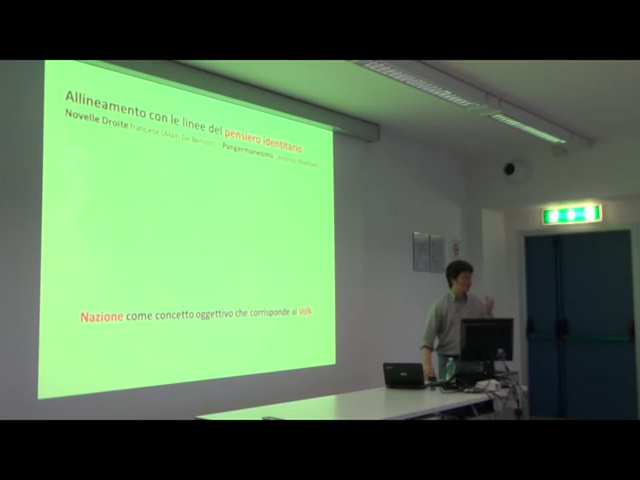 Allineamento con le linee del pensiero identitario
Novelle Droite francese (Alain De Benoist) - Pangermanesimo
Nazione come concetto oggettivo che corrisponde al Volk